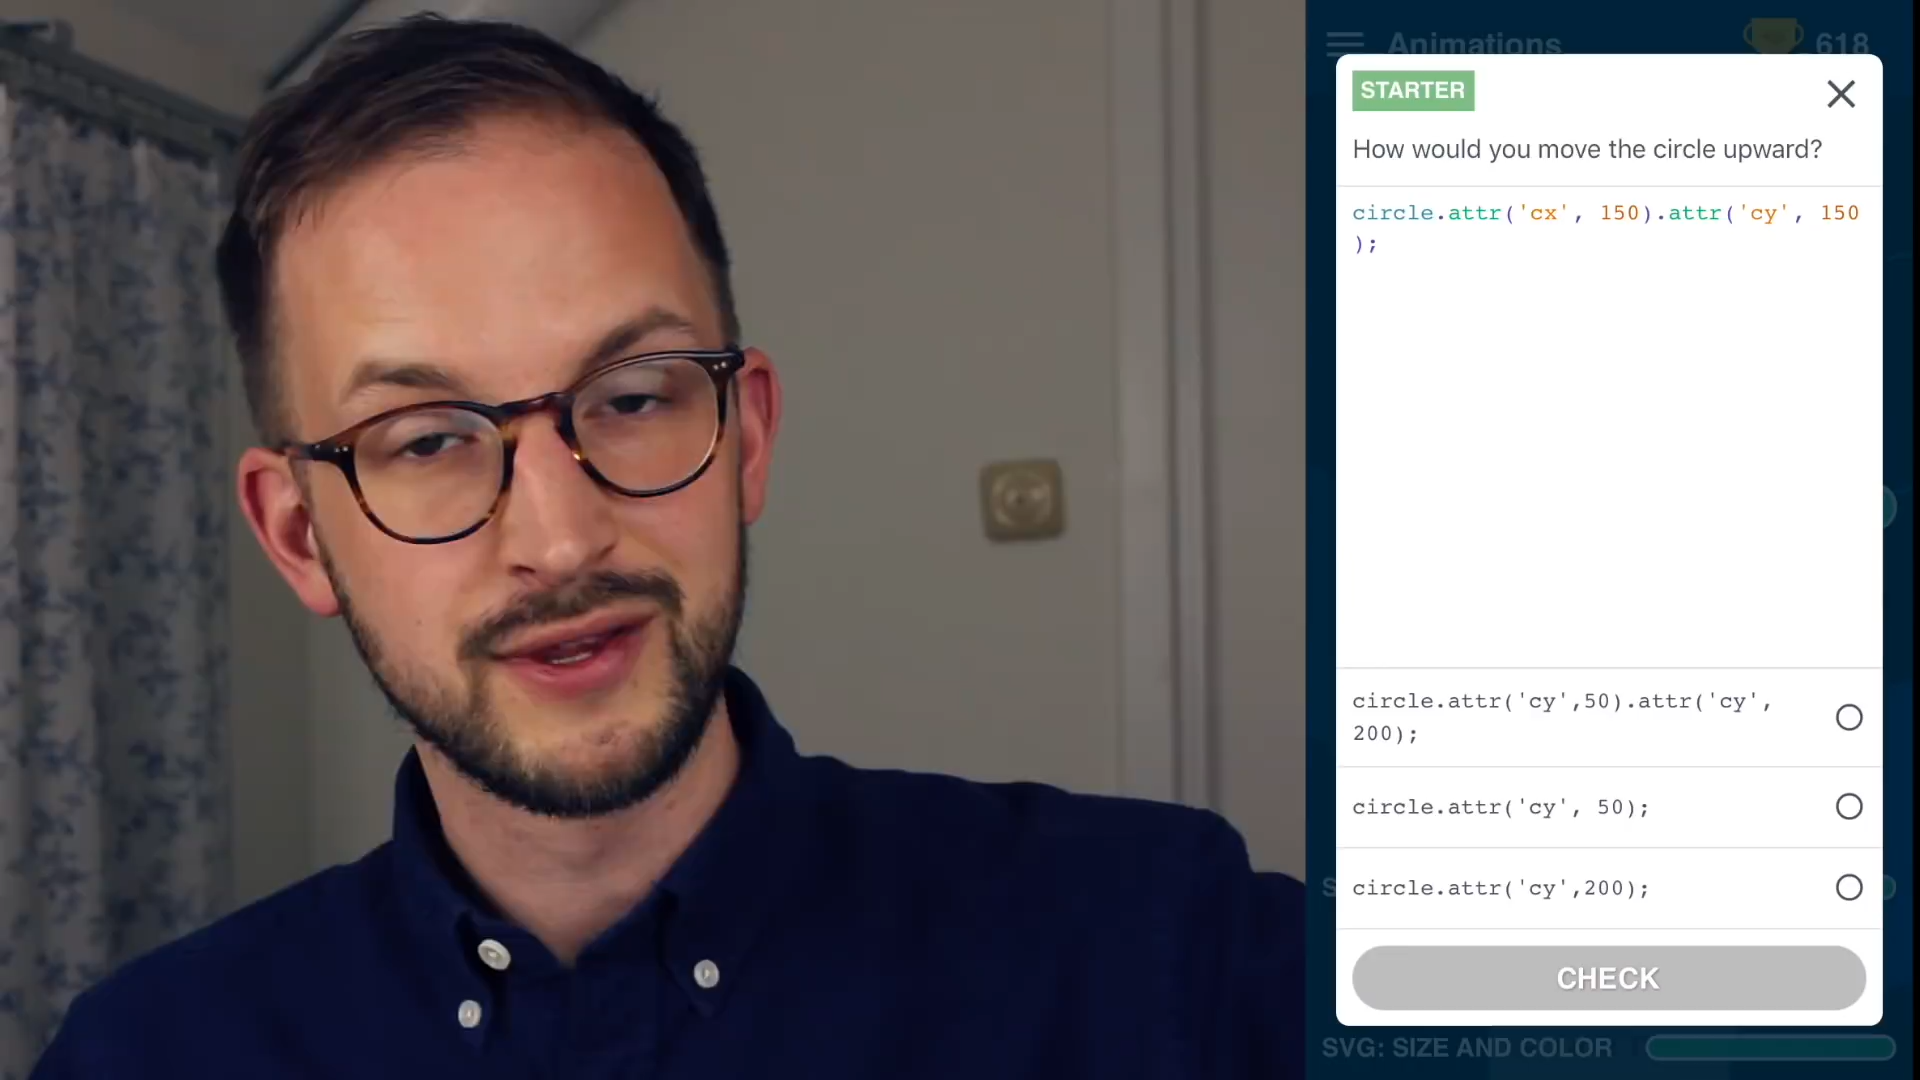 Animations
618
STARTER
How would you move the circle upward?
circle.attr('cx', 150).attr('cy', 150
);
circle.attr('cy',50).attr('cy',
200);
circle.attr('cy', 50);
circle.attr('cy',200);
S
CHECK
SVG: SIZE AND COLOR